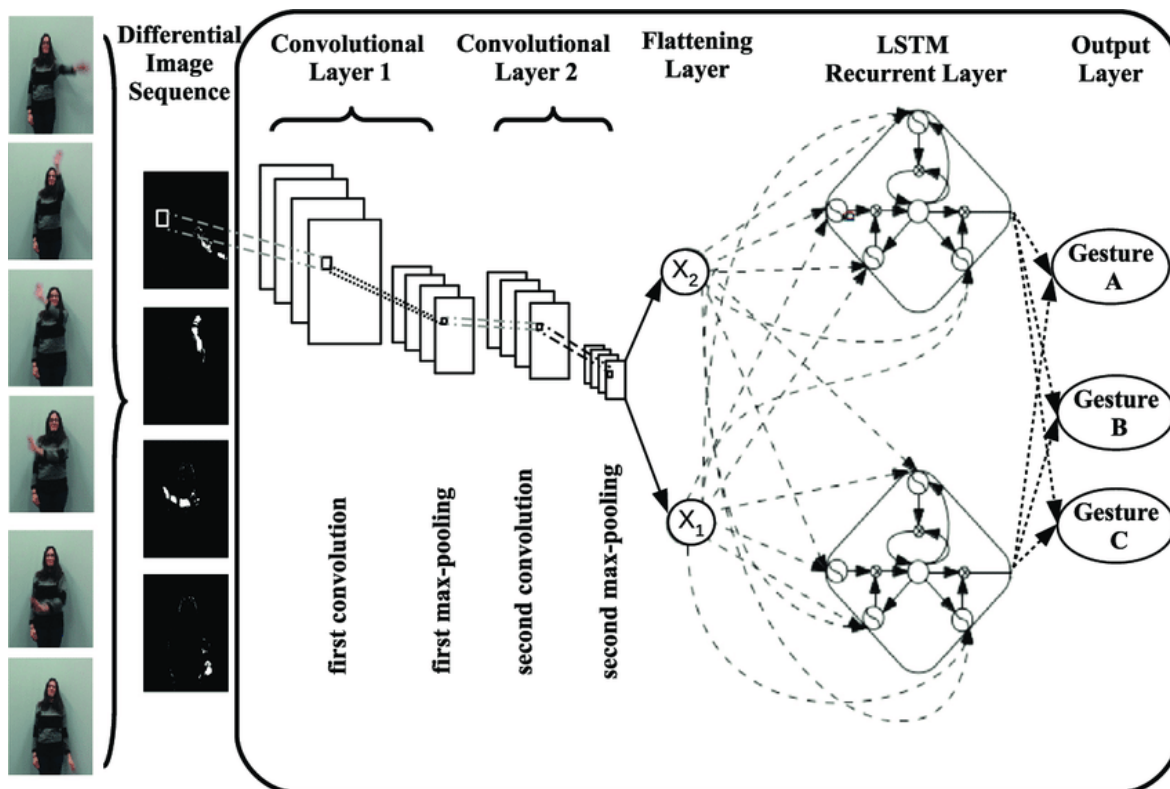 Differential
Image
Sequence
Convolutional
Layer 1
Convolutional
Layer 2
Flattening
Layer
LSTM
Recurrent Layer
Output
Layer
X2
X1
Gesture
A
Gesture
B
Gesture
C
first convolution
first max-pooling
second convolution
second max-pooling